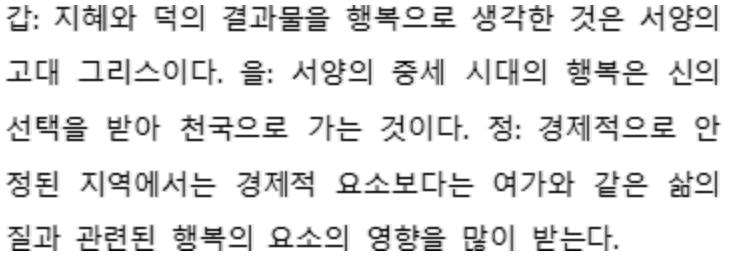 갑: 지혜와 덕의 결과물을 행복으로 생각한 것은 서양의
고대 그리스이다. 을: 서양의 중세 시대의 행복은 신의
선택을 받아 천국으로 가는 것이다. 정: 경제적으로 안
정된 지역에서는 경제적 요소보다는 여가와 같은 삶의
질과 관련된 행복의 요소의 영향을 많이 받는다.